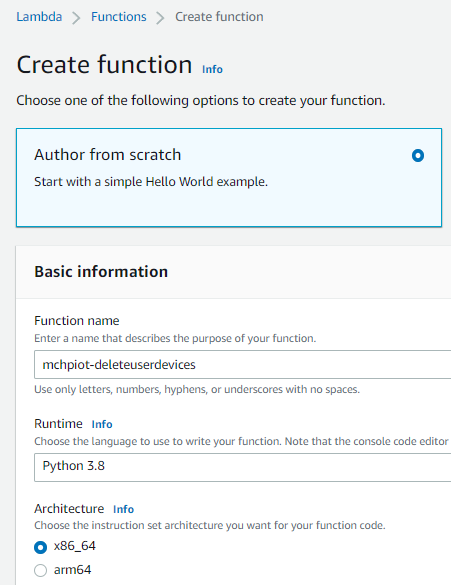 Lambda > Functions > Create function
Create function Info
Choose one of the following options to create your function.
Author from scratch
Start with a simple Hello World example.
Basic information
Function name
Enter a name that describes the purpose of your function.
mchpiot-deleteuserdevices
Use only letters, numbers, hyphens, or underscores with no spaces.
Runtime Info
Choose the language to use to write your function. Note that the console code editor
Python 3.8
Architecture Info
Choose the instruction set architecture you want for your function code.
x86_64
arm64